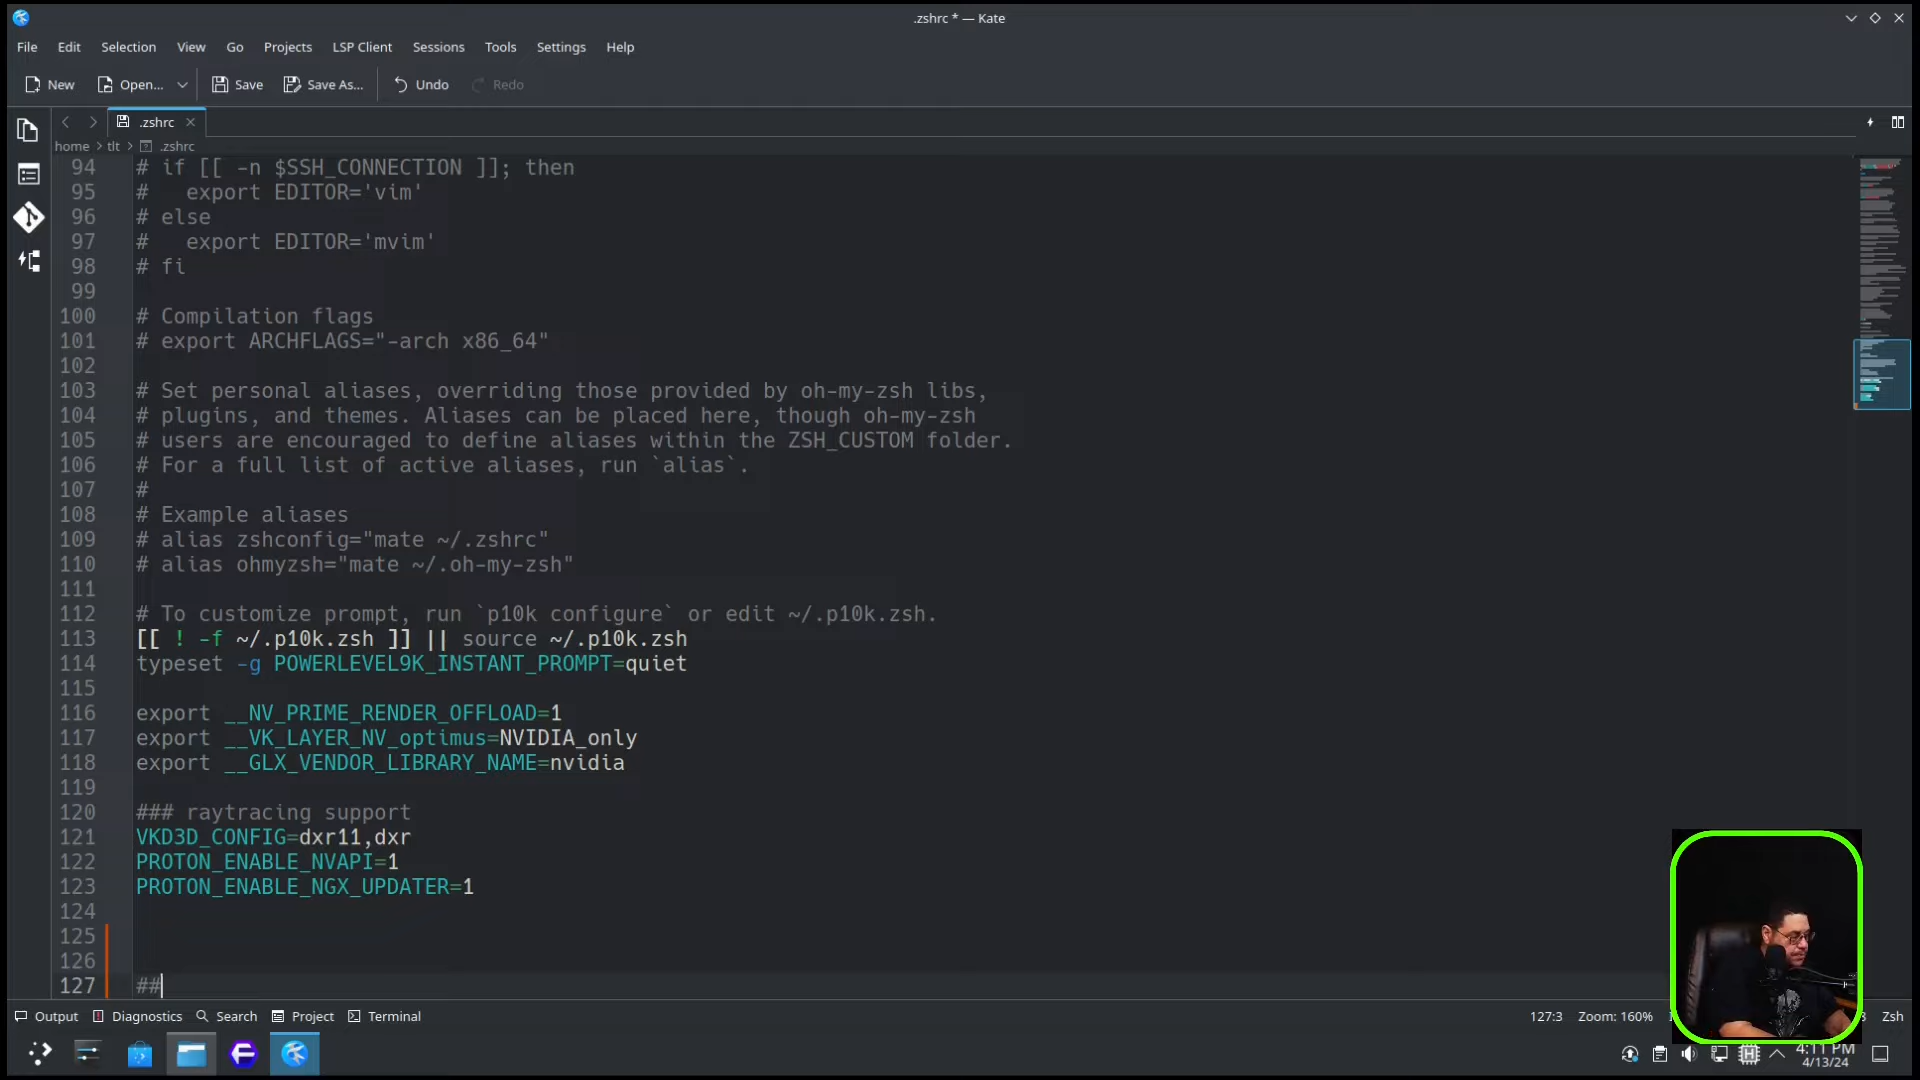 .zshrc * — Kate
File Edit Selection View Go Projects LSP Client Sessions Tools Settings Help
New Open... Save Save As... Undo Redo
.zshrc
home > tlt > .zshrc
94 # if [[ -n $SSH_CONNECTION ]]; then
95 #   export EDITOR='vim'
96 # else
97 #   export EDITOR='mvim'
98 # fi
99
100 # Compilation flags
101 # export ARCHFLAGS="-arch x86_64"
102
103 # Set personal aliases, overriding those provided by oh-my-zsh libs,
104 # plugins, and themes. Aliases can be placed here, though oh-my-zsh
105 # users are encouraged to define aliases within the ZSH_CUSTOM folder.
106 # For a full list of active aliases, run `alias`.
107 #
108 # Example aliases
109 # alias zshconfig="mate ~/.zshrc"
110 # alias ohmyzsh="mate ~/.oh-my-zsh"
111
112 # To customize prompt, run `p10k configure` or edit ~/.p10k.zsh.
113 [[ ! -f ~/.p10k.zsh ]] || source ~/.p10k.zsh
114 typeset -g POWERLEVEL9K_INSTANT_PROMPT=quiet
115
116 export __NV_PRIME_RENDER_OFFLOAD=1
117 export __VK_LAYER_NV_optimus=NVIDIA_only
118 export __GLX_VENDOR_LIBRARY_NAME=nvidia
119
120 ### raytracing support
121 VKD3D_CONFIG=dxr11,dxr
122 PROTON_ENABLE_NVAPI=1
123 PROTON_ENABLE_NGX_UPDATER=1
124
125
126
127 ##
Output Diagnostics Search Project Terminal 127:3 Zoom: 160% Zsh
4:11 PM
4/13/24